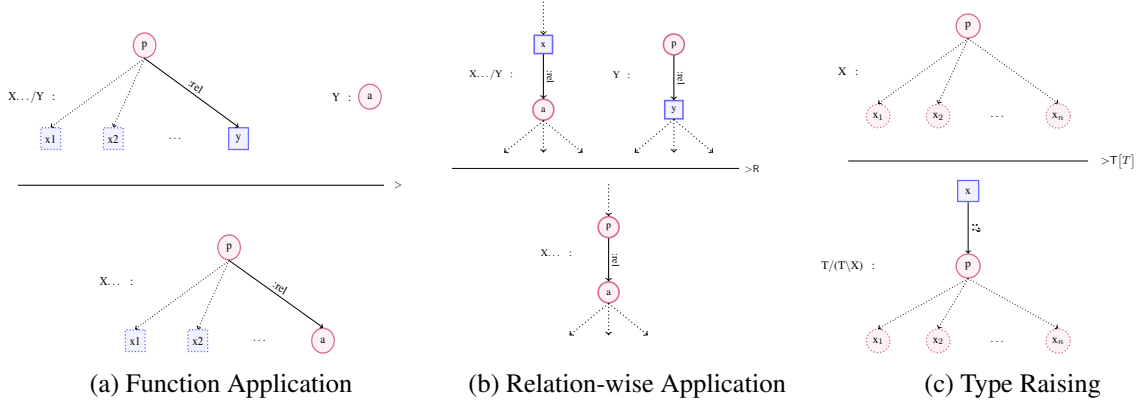 p
:rel
X.../Y :
Y : a
x1 x2 ... y
>
p
:rel
X... :
x1 x2 ... a
(a) Function Application
x p
X.../Y : :rel Y : :rel
a y
>R
p
X... : :rel
a
(b) Relation-wise Application
p
X :
x₁ x₂ ... xₙ
>T[T]
x
:?
T/(T\X) : p
x₁ x₂ ... xₙ
(c) Type Raising